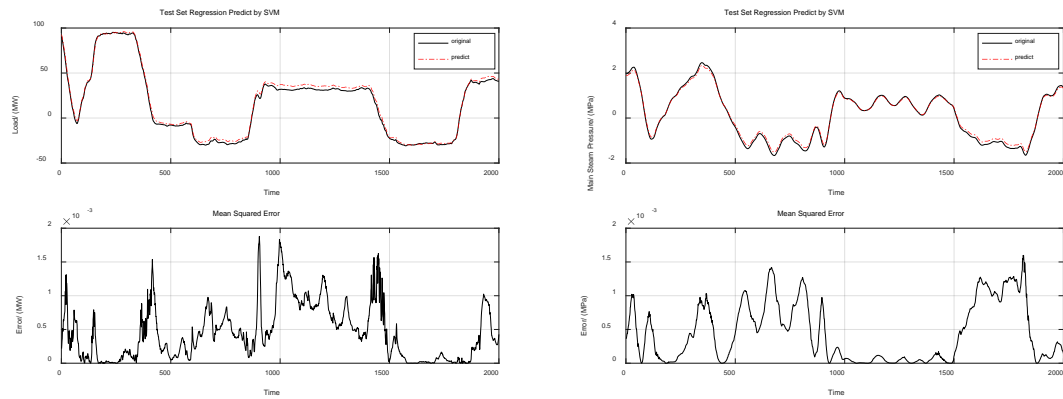 Test Set Regression Predict by SVM
100
50
0
-50
Load/ (MW)
original
predict
0
500
1000
1500
2000
Time
Mean Squared Error
× 10 -3
2
1.5
1
0.5
0
Error/ (MW)
0
500
1000
1500
2000
Time
Test Set Regression Predict by SVM
4
2
0
-2
Main Steam Pressure/ (MPa)
original
predict
0
500
1000
1500
2000
Time
Mean Squared Error
× 10 -3
2
1.5
1
0.5
0
Error/ (MPa)
0
500
1000
1500
2000
Time